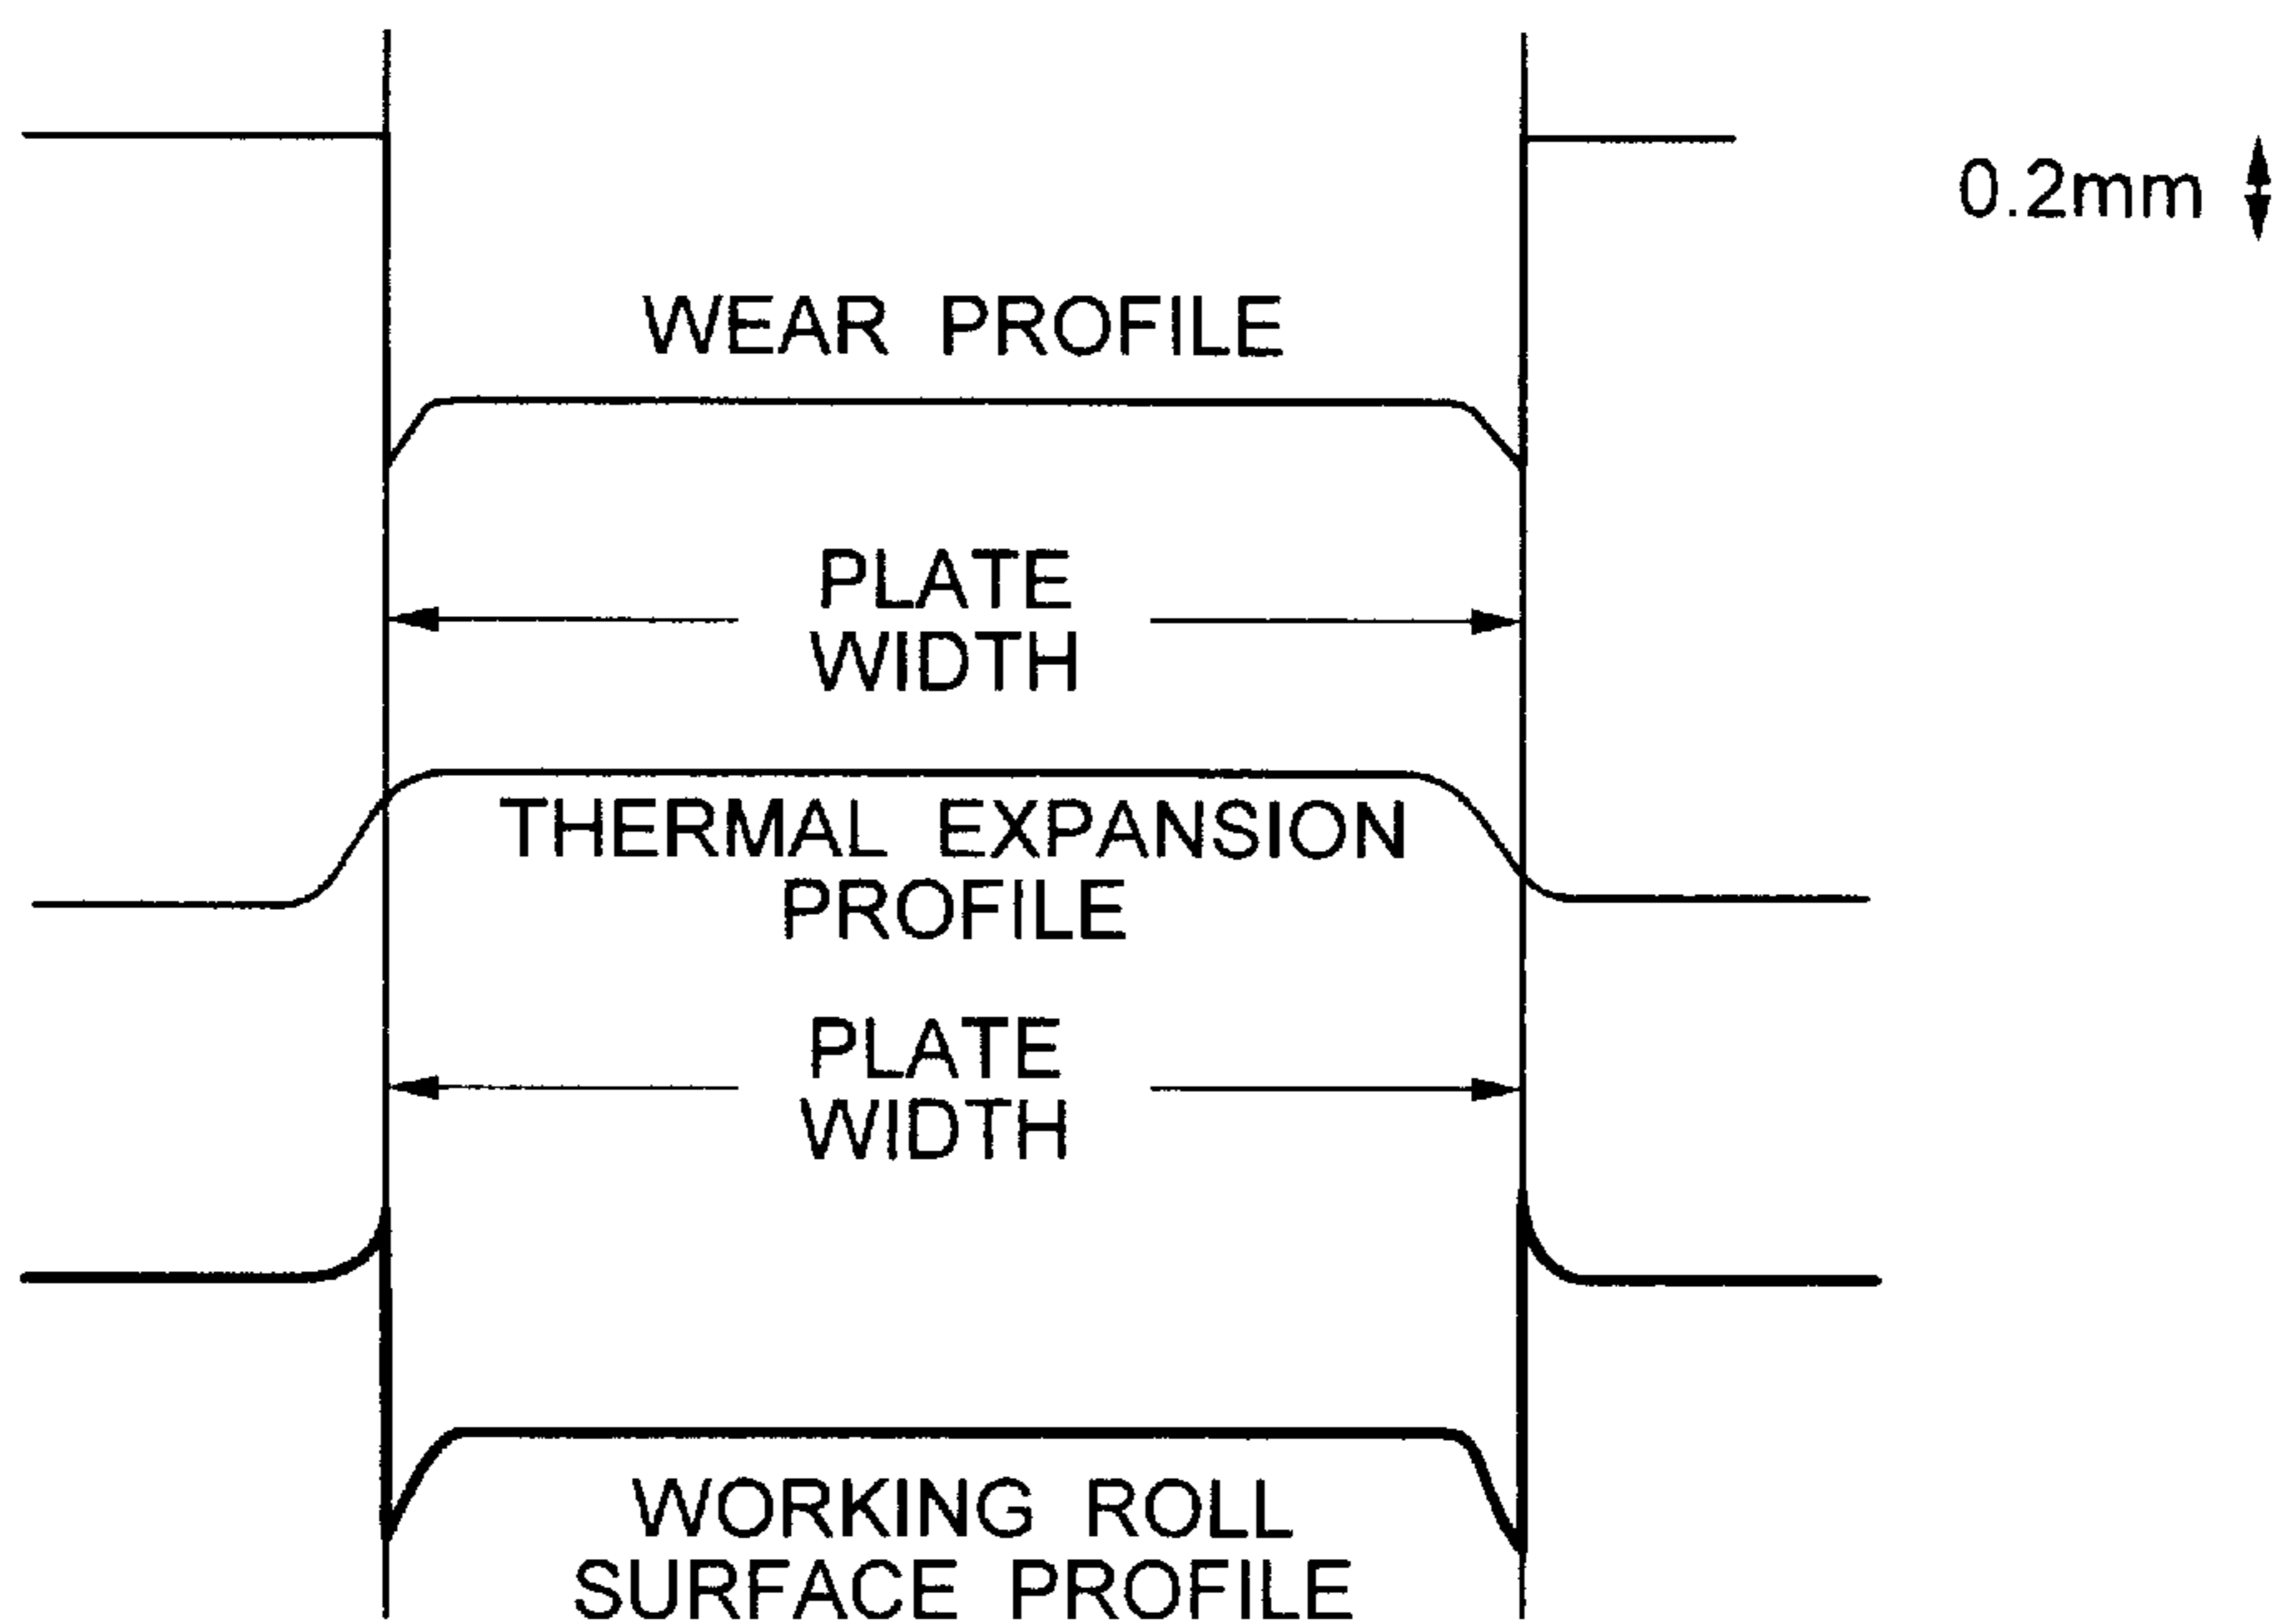 0.2mm
WEAR PROFILE
PLATE
WIDTH
THERMAL EXPANSION
PROFILE
PLATE
WIDTH
WORKING ROLL
SURFACE PROFILE